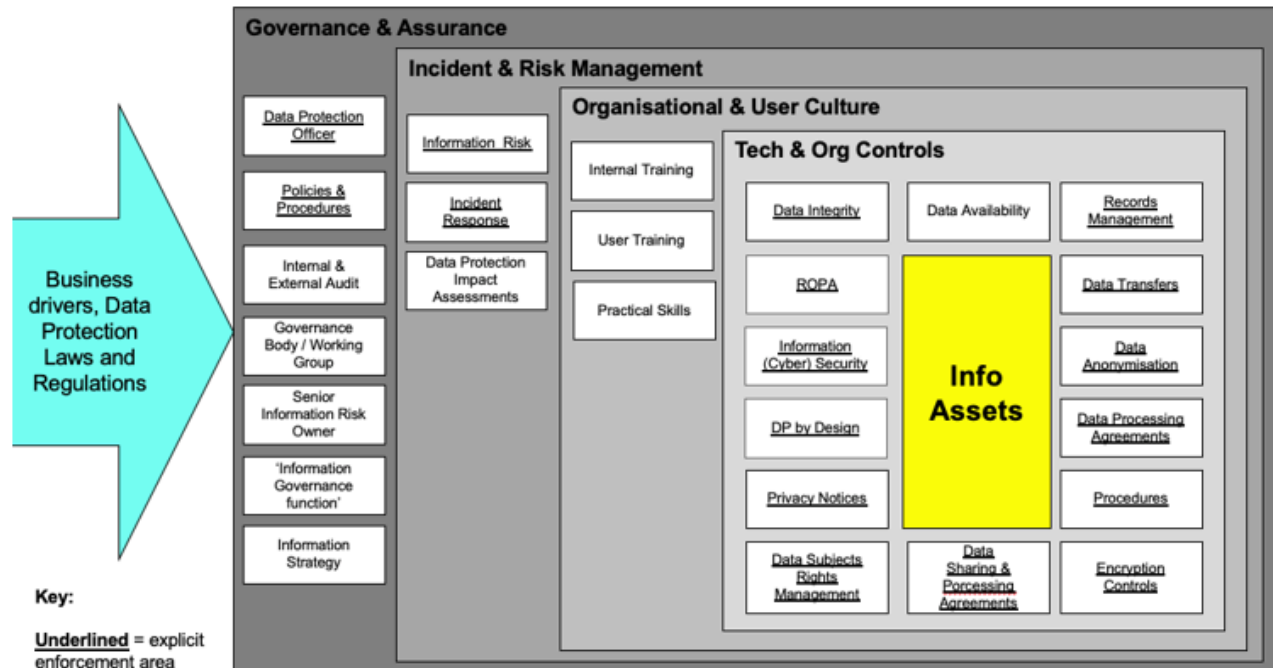 Governance & Assurance
Incident & Risk Management
Organisational & User Culture
Tech & Org Controls
Business
drivers, Data
Protection
Laws and
Regulations
Data Protection
Officer
Policies &
Procedures
Internal &
External Audit
Governance
Body / Working
Group
Senior
Information Risk
Owner
‘Information
Governance
function’
Information
Strategy
Information Risk
Incident
Response
Data Protection
Impact
Assessments
Internal Training
User Training
Practical Skills
Data Integrity
Data Availability
Records
Management
ROPA
Data Transfers
Information
(Cyber) Security
Data
Anonymisation
Info
Assets
DP by Design
Data Processing
Agreements
Privacy Notices
Procedures
Data Subjects
Rights
Management
Data
Sharing &
Porcessing
Agreements
Encryption
Controls
Key:
Underlined = explicit
enforcement area